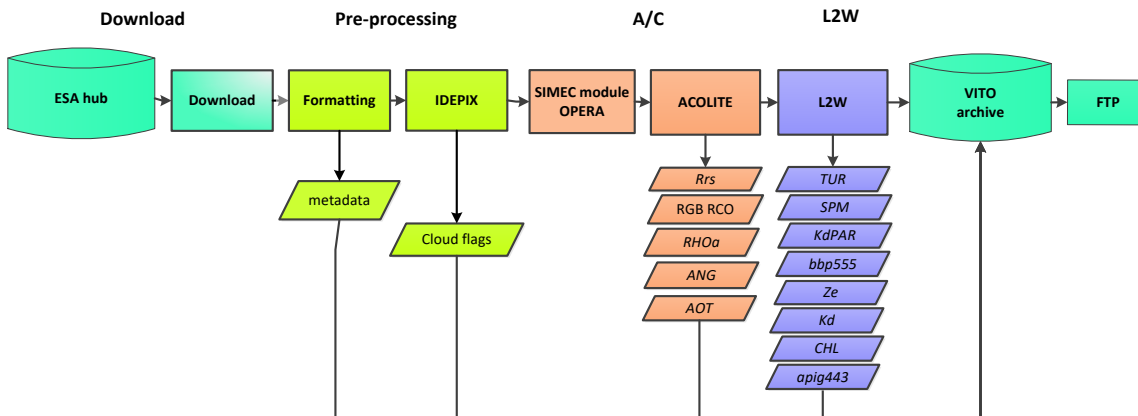 Download
Pre-processing
A/C
L2W
ESA hub
Download
Formatting
IDEPIX
SIMEC module
OPERA
ACOLITE
L2W
VITO
archive
FTP
metadata
Cloud flags
Rrs
RGB RCO
RHOa
ANG
AOT
TUR
SPM
KdPAR
bbp555
Ze
Kd
CHL
apig443